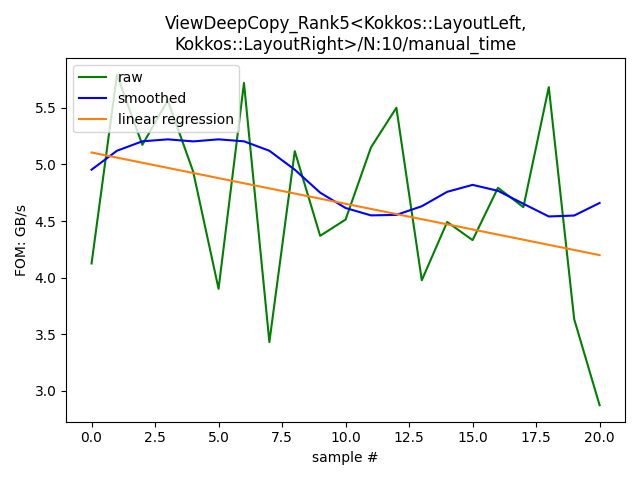 ViewDeepCopy_Rank5<Kokkos::LayoutLeft,
Kokkos::LayoutRight>/N:10/manual_time
raw
smoothed
linear regression
FOM: GB/s
5.5
5.0
4.5
4.0
3.5
3.0
0.0 2.5 5.0 7.5 10.0 12.5 15.0 17.5 20.0
sample #